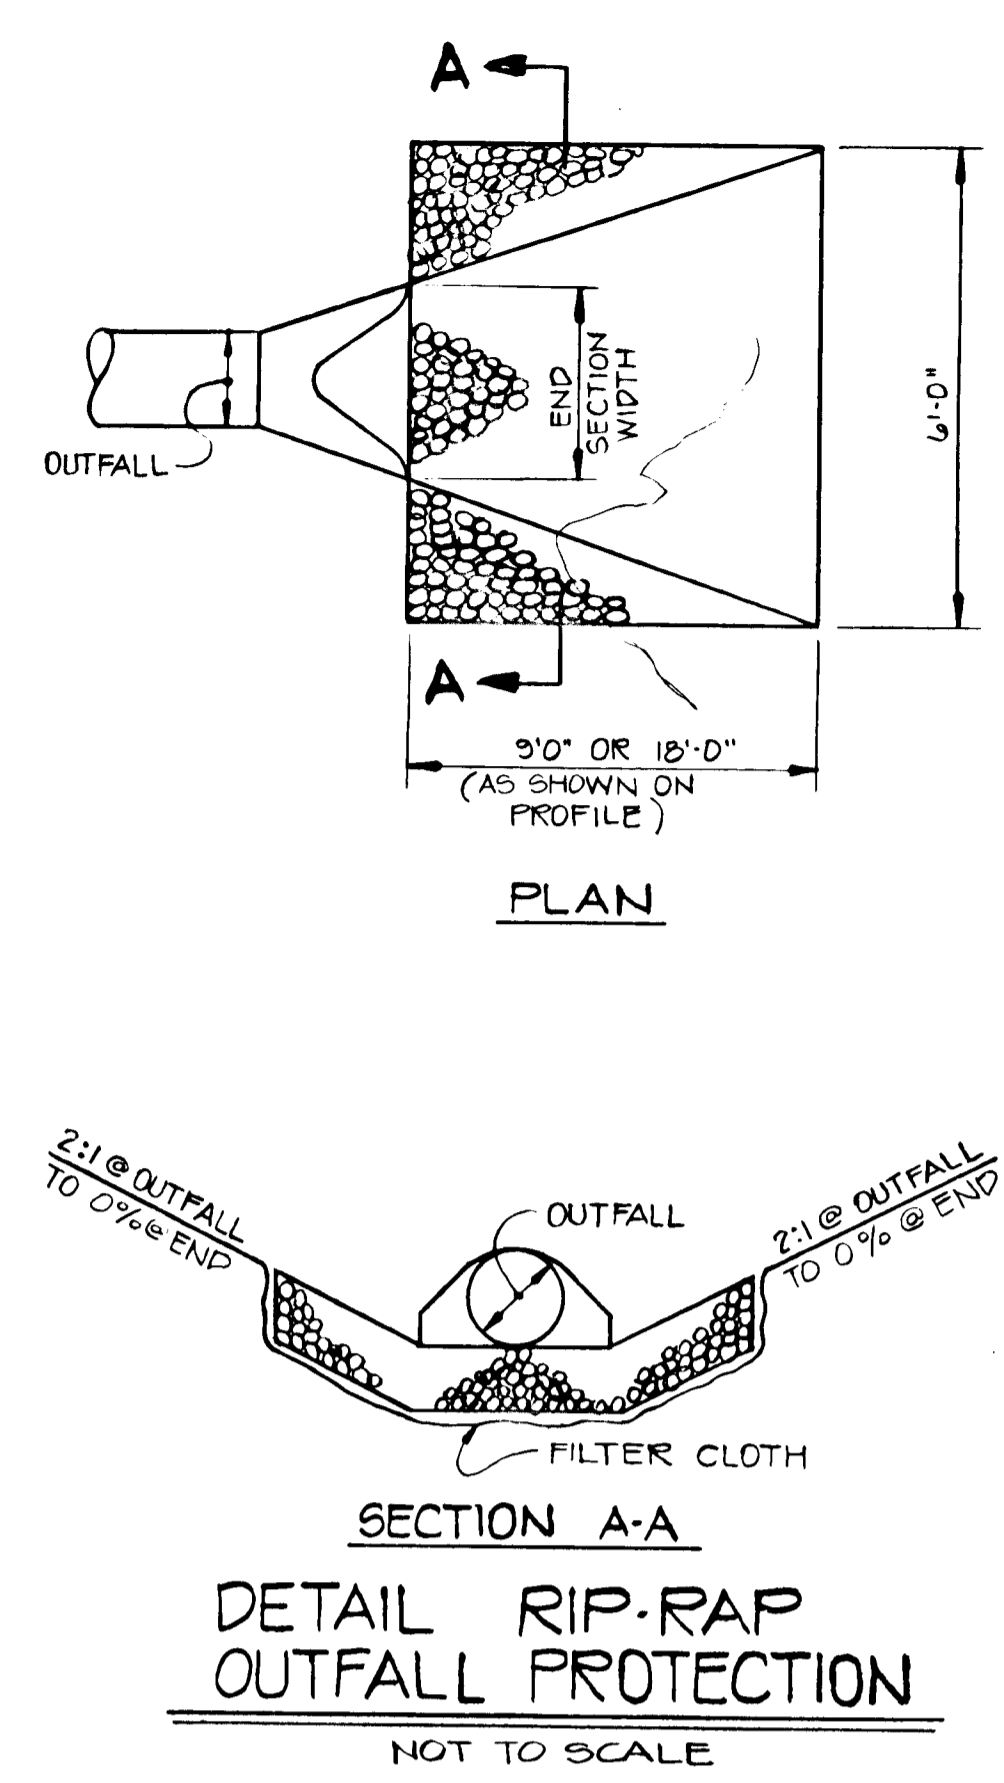 A
END
SECTION
WIDTH
6'-0"
OUTFALL
A
9'0" OR 18'-0"
(AS SHOWN ON
PROFILE)
PLAN
2:1 @ OUTFALL
TO 0% @ END
OUTFALL
2:1 @ OUTFALL
TO 0% @ END
FILTER CLOTH
SECTION A-A
DETAIL RIP-RAP
OUTFALL PROTECTION
NOT TO SCALE